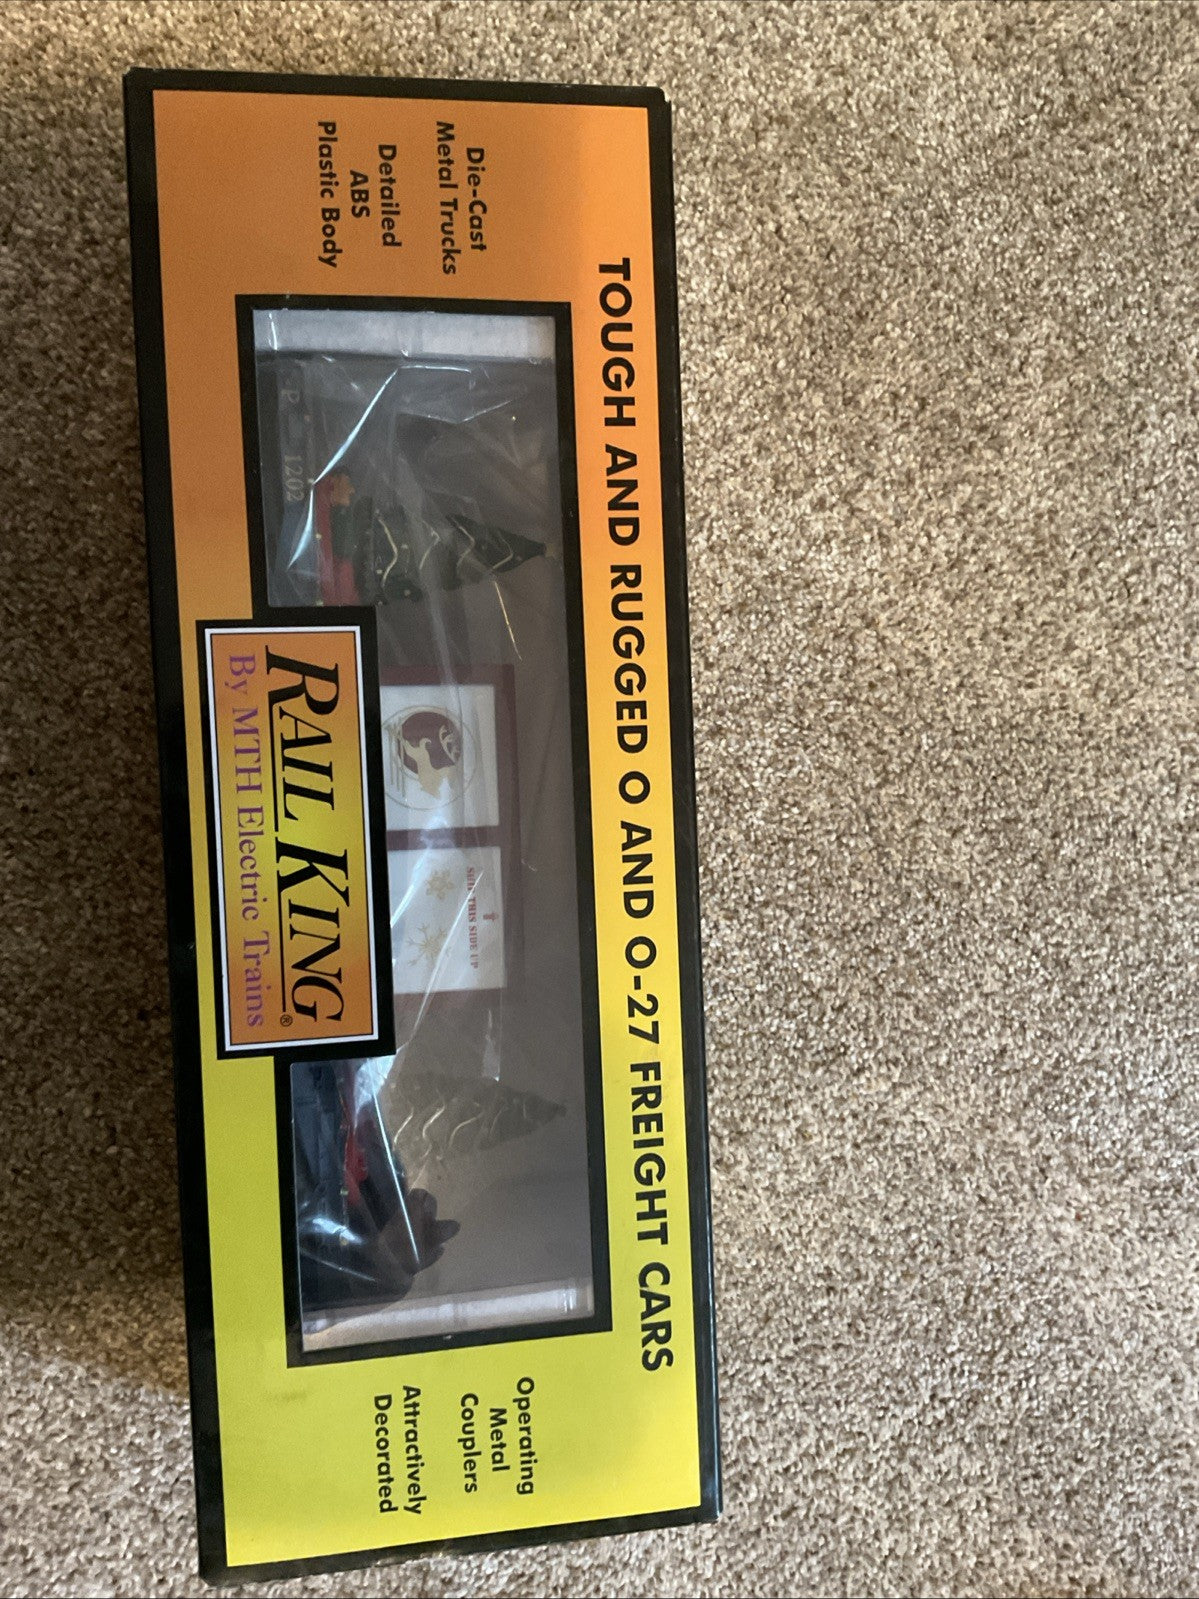 TOUGH AND RUGGED O AND O-27 FREIGHT CARS
Die-Cast
Metal Trucks
Detailed
ABS
Plastic Body
P 1202
SHIP THIS SIDE UP
RAIL KING®
By MTH Electric Trains
Operating
Metal
Couplers
Attractively
Decorated